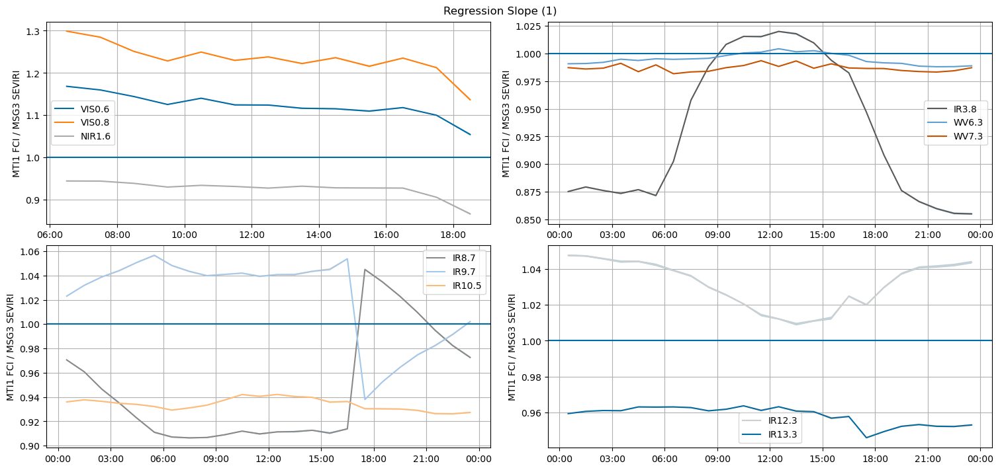 Regression Slope (1)
MTI1 FCI / MSG3 SEVIRI
1.3
1.2
1.1
1.0
0.9
VIS0.6
VIS0.8
NIR1.6
06:00 08:00 10:00 12:00 14:00 16:00 18:00
MTI1 FCI / MSG3 SEVIRI
1.025
1.000
0.975
0.950
0.925
0.900
0.875
0.850
IR3.8
WV6.3
WV7.3
00:00 03:00 06:00 09:00 12:00 15:00 18:00 21:00 00:00
MTI1 FCI / MSG3 SEVIRI
1.06
1.04
1.02
1.00
0.98
0.96
0.94
0.92
0.90
IR8.7
IR9.7
IR10.5
00:00 03:00 06:00 09:00 12:00 15:00 18:00 21:00 00:00
MTI1 FCI / MSG3 SEVIRI
1.04
1.02
1.00
0.98
0.96
IR12.3
IR13.3
00:00 03:00 06:00 09:00 12:00 15:00 18:00 21:00 00:00